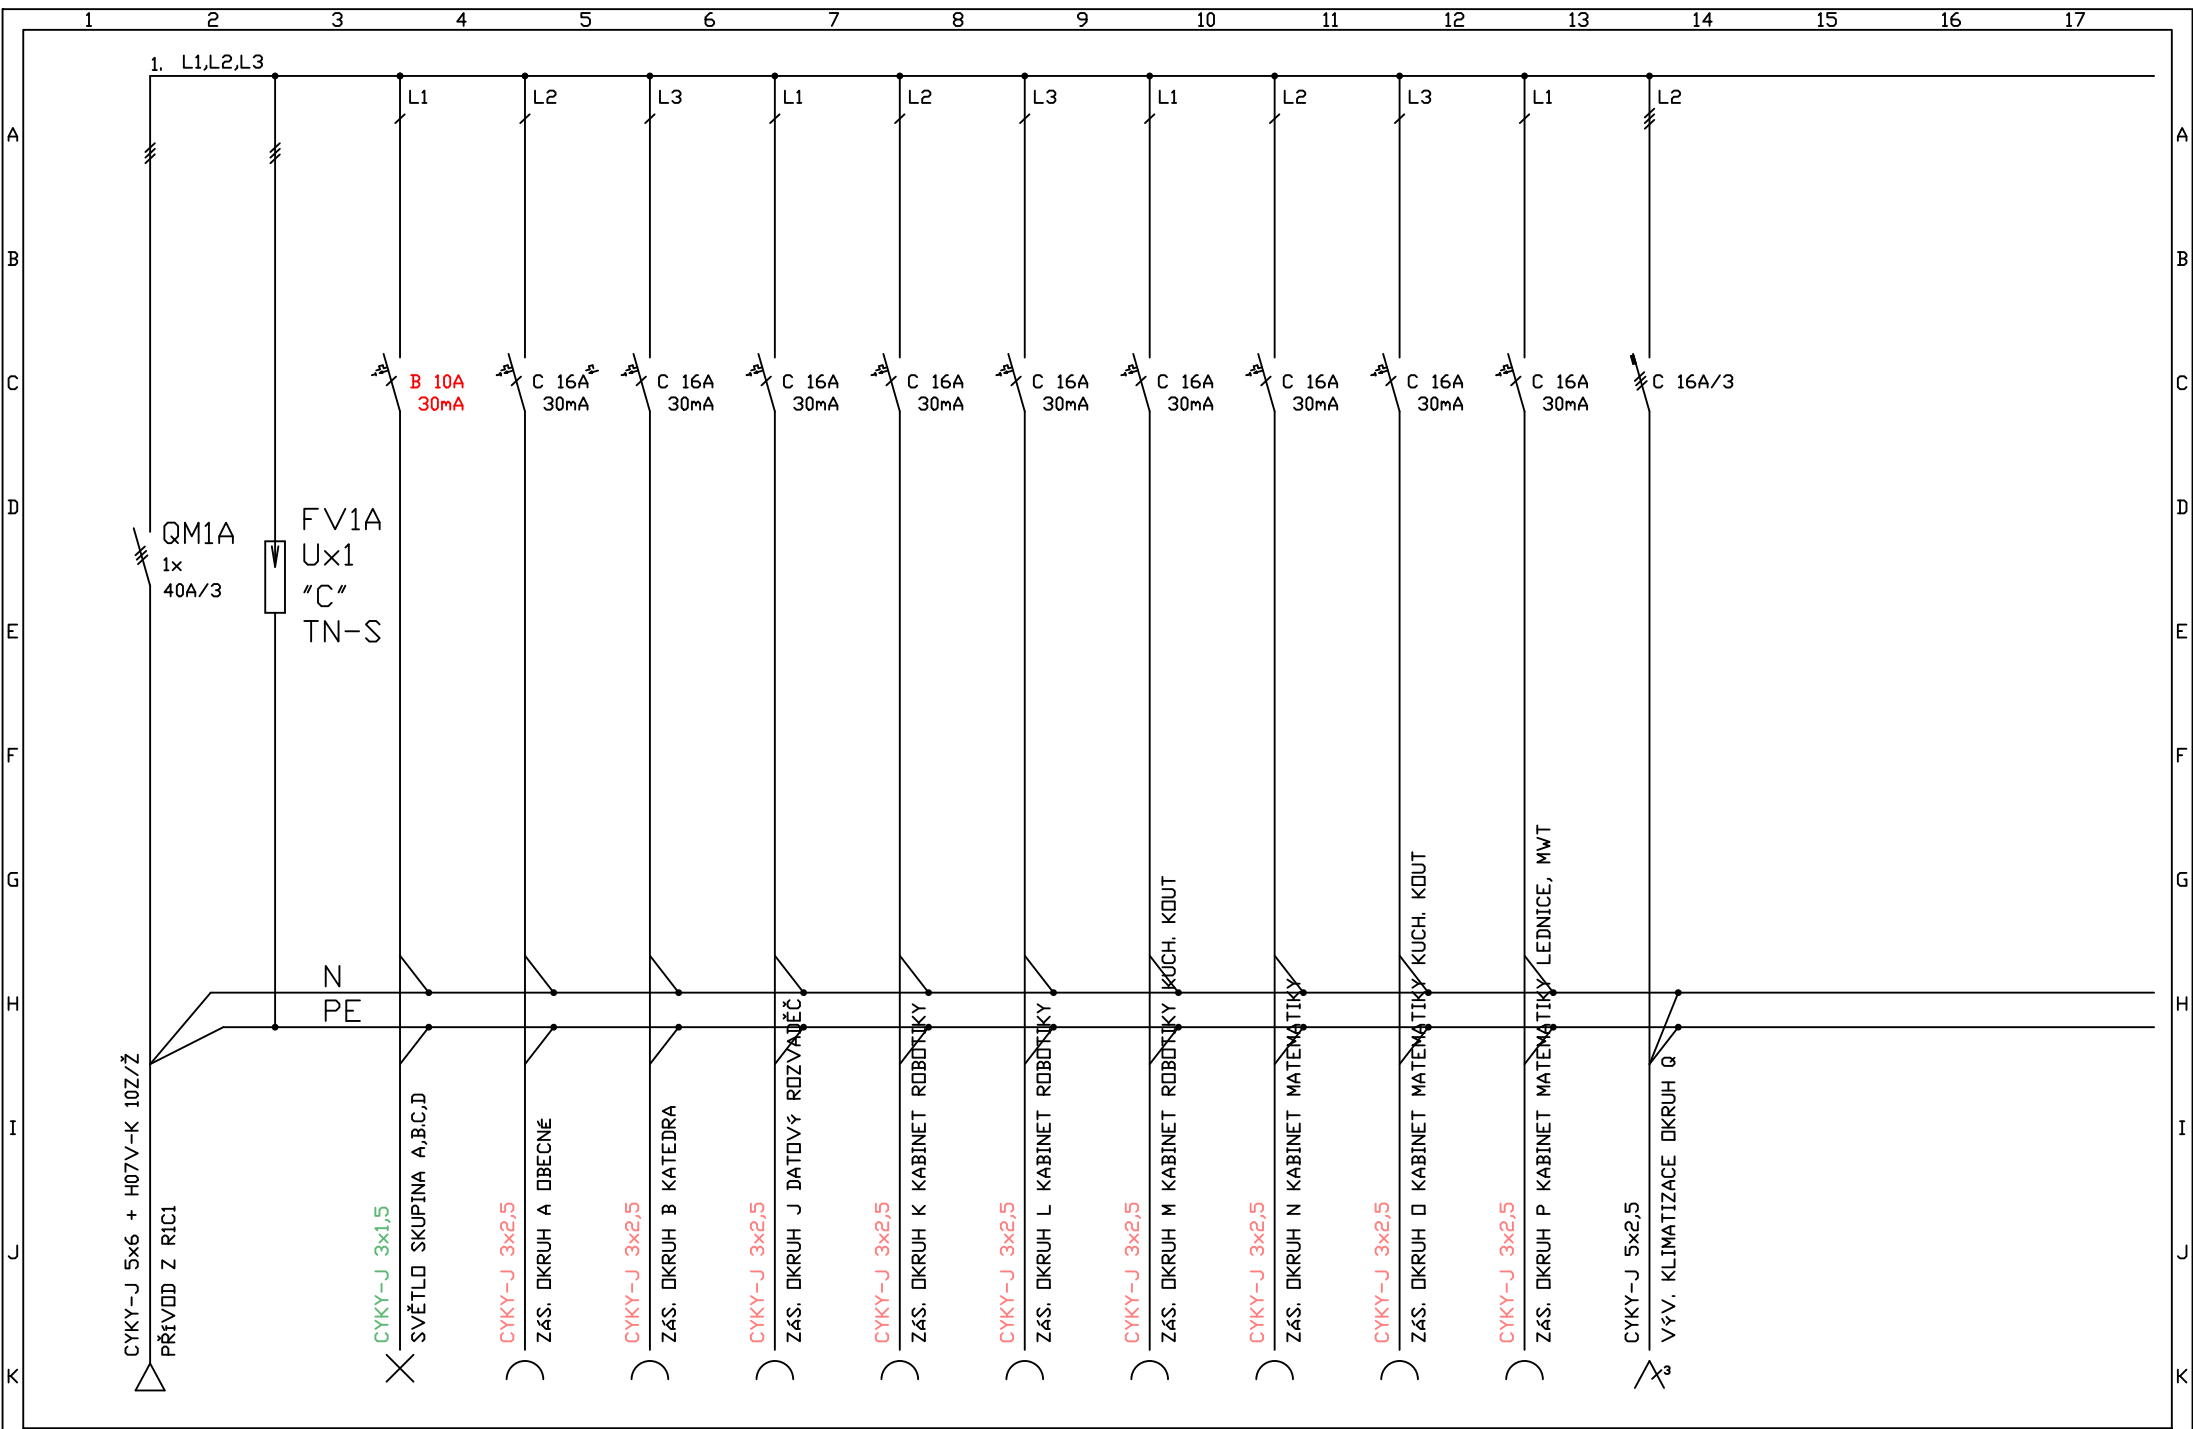 1 2 3 4 5 6 7 8 9 10 11 12 13 14 15 16 17
1. L1,L2,L3
L1 L2 L3 L1 L2 L3 L1 L2 L3 L1 L2
A A
B B
C C
D D
E E
F F
G G
H H
I I
J J
K K
B 10A
30mA
C 16A
30mA
C 16A
30mA
C 16A
30mA
C 16A
30mA
C 16A
30mA
C 16A
30mA
C 16A
30mA
C 16A
30mA
C 16A
30mA
C 16A/3
QM1A
1x
40A/3
FV1A
Ux1
"C"
TN-S
N
PE
CYKY-J 5x6 + H07V-K 10Z/Ž
PŘÍVOD Z R1C1
CYKY-J 3x1,5
SVĚTLO SKUPINA A,B.C,D
CYKY-J 3x2,5
ZÁS. OKRUH A OBECNÉ
CYKY-J 3x2,5
ZÁS. OKRUH B KATEDRA
CYKY-J 3x2,5
ZÁS. OKRUH J DATOVÝ ROZVADĚČ
CYKY-J 3x2,5
ZÁS. OKRUH K KABINET ROBOTIKY
CYKY-J 3x2,5
ZÁS. OKRUH L KABINET ROBOTIKY
CYKY-J 3x2,5
ZÁS. OKRUH M KABINET ROBOTIKY KUCH. KOUT
CYKY-J 3x2,5
ZÁS. OKRUH N KABINET MATEMATIKY
CYKY-J 3x2,5
ZÁS. OKRUH O KABINET MATEMATIKY KUCH. KOUT
CYKY-J 3x2,5
ZÁS. OKRUH P KABINET MATEMATIKY LEDNICE, MWT
CYKY-J 5x2,5
VÝV. KLIMATIZACE OKRUH Q
3